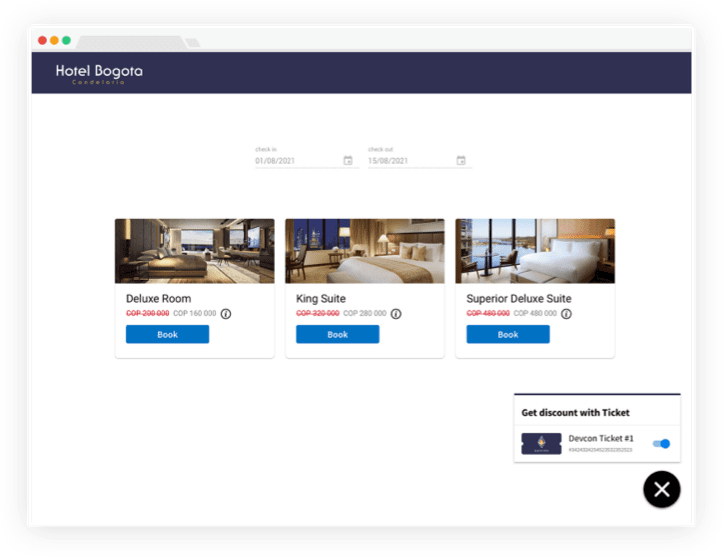 Hotel Bogota
Candelaria
check in
check out
01/08/2021
15/08/2021
Deluxe Room
COP 200 000 COP 160 000
Book
King Suite
COP 320 000 COP 280 000
Book
Superior Deluxe Suite
COP 480 000 COP 480 000
Book
Get discount with Ticket
Devcon Ticket #1